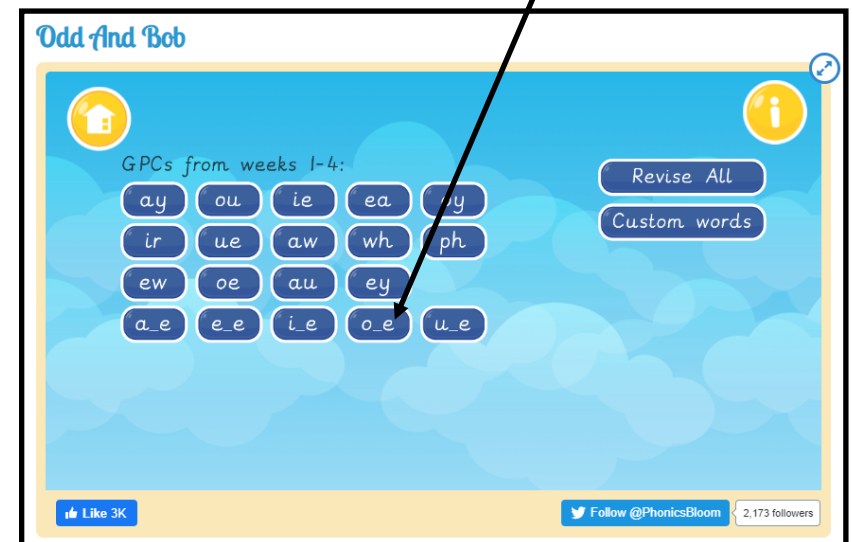 Odd And Bob
GPCs from weeks 1-4:
ay ou ie ea oy
ir ue aw wh ph
ew oe au ey
a_e e_e i_e o_e u_e
Revise All
Custom words
i
Like 3K
Follow @PhonicsBloom 2,173 followers